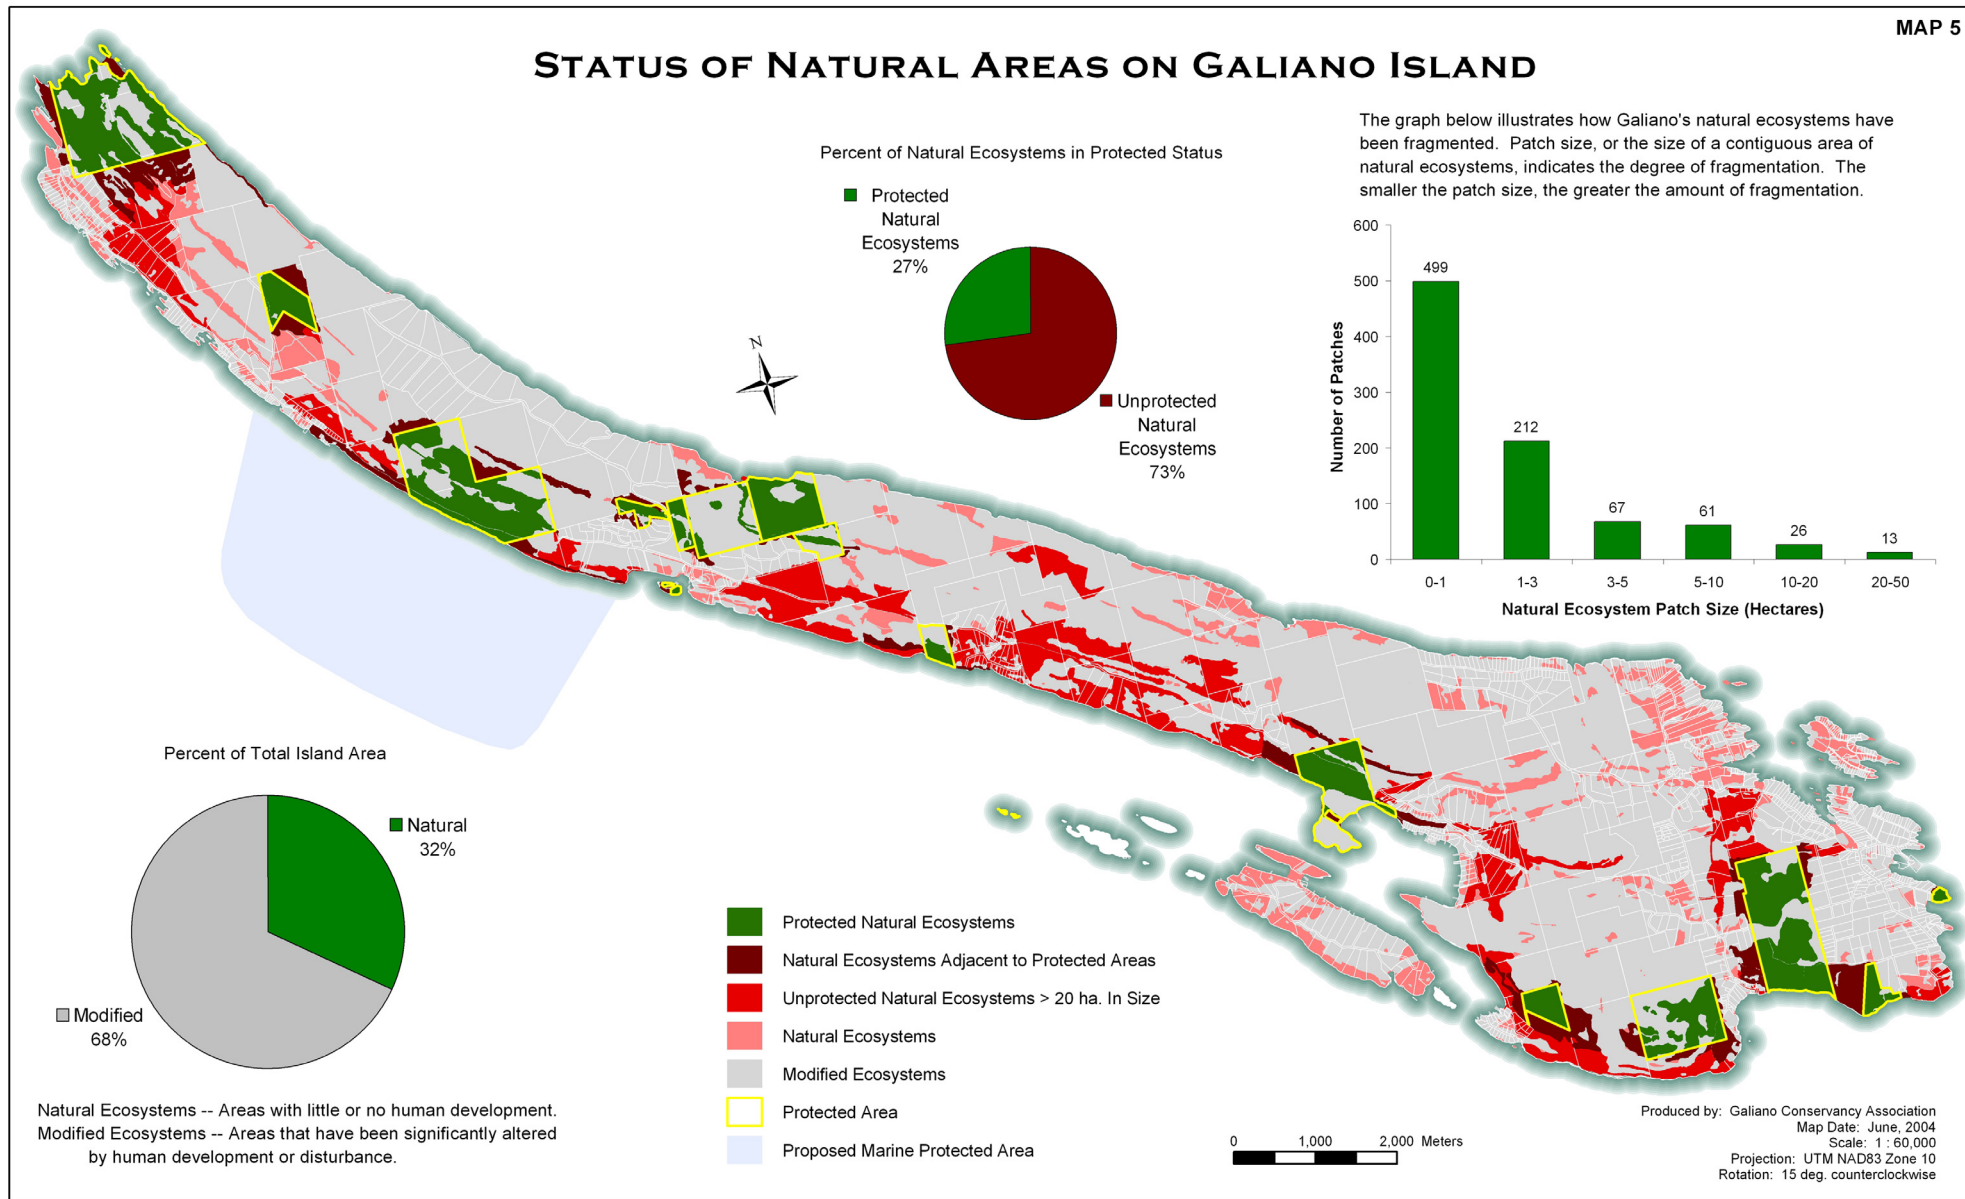 MAP 5
STATUS OF NATURAL AREAS ON GALIANO ISLAND
The graph below illustrates how Galiano's natural ecosystems have
been fragmented. Patch size, or the size of a contiguous area of
natural ecosystems, indicates the degree of fragmentation. The
smaller the patch size, the greater the amount of fragmentation.
Percent of Natural Ecosystems in Protected Status
Protected
Natural
Ecosystems
27%
Unprotected
Natural
Ecosystems
73%
N
600
500
400
300
200
100
0
Number of Patches
499
212
67
61
26
13
0-1
1-3
3-5
5-10
10-20
20-50
Natural Ecosystem Patch Size (Hectares)
Percent of Total Island Area
Natural
32%
Modified
68%
Natural Ecosystems -- Areas with little or no human development.
Modified Ecosystems -- Areas that have been significantly altered
by human development or disturbance.
Protected Natural Ecosystems
Natural Ecosystems Adjacent to Protected Areas
Unprotected Natural Ecosystems > 20 ha. In Size
Natural Ecosystems
Modified Ecosystems
Protected Area
Proposed Marine Protected Area
0 1,000 2,000 Meters
Produced by: Galiano Conservancy Association
Map Date: June, 2004
Scale: 1 : 60,000
Projection: UTM NAD83 Zone 10
Rotation: 15 deg. counterclockwise